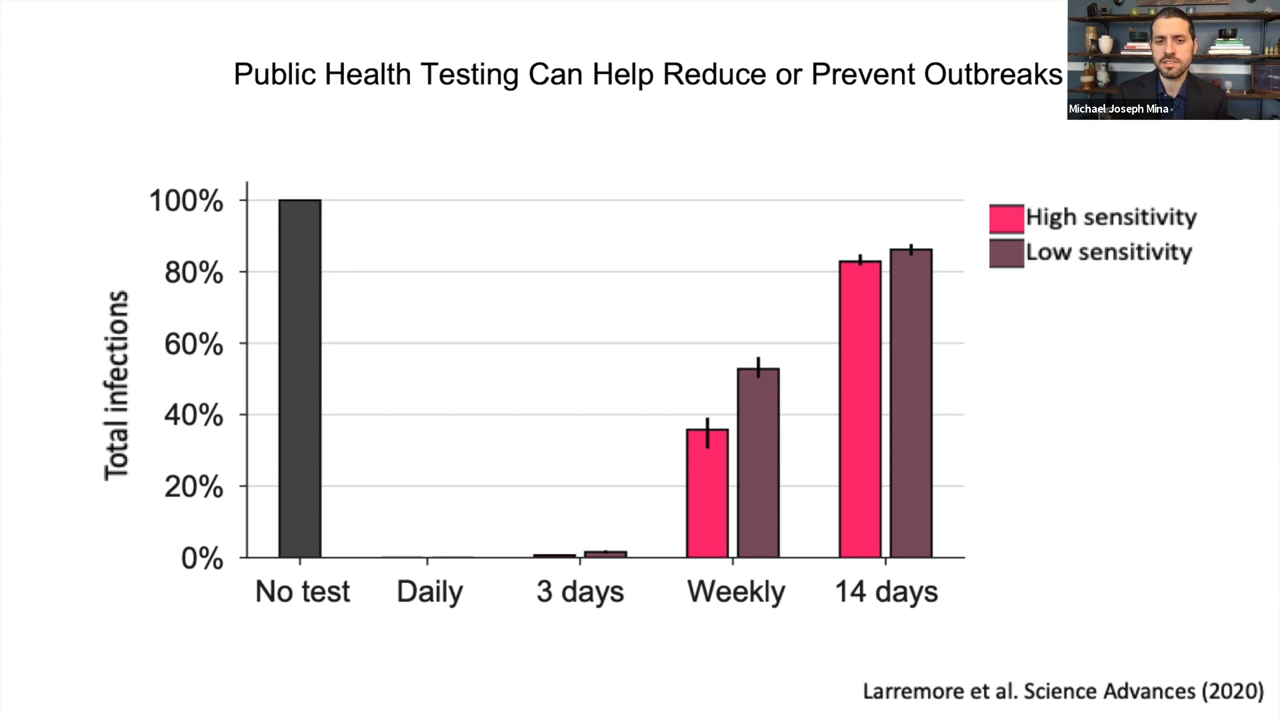 Public Health Testing Can Help Reduce or Prevent Outbreaks
Michael Joseph Mina
100%
80%
60%
40%
20%
0%
Total infections
No test
Daily
3 days
Weekly
14 days
High sensitivity
Low sensitivity
Larremore et al. Science Advances (2020)